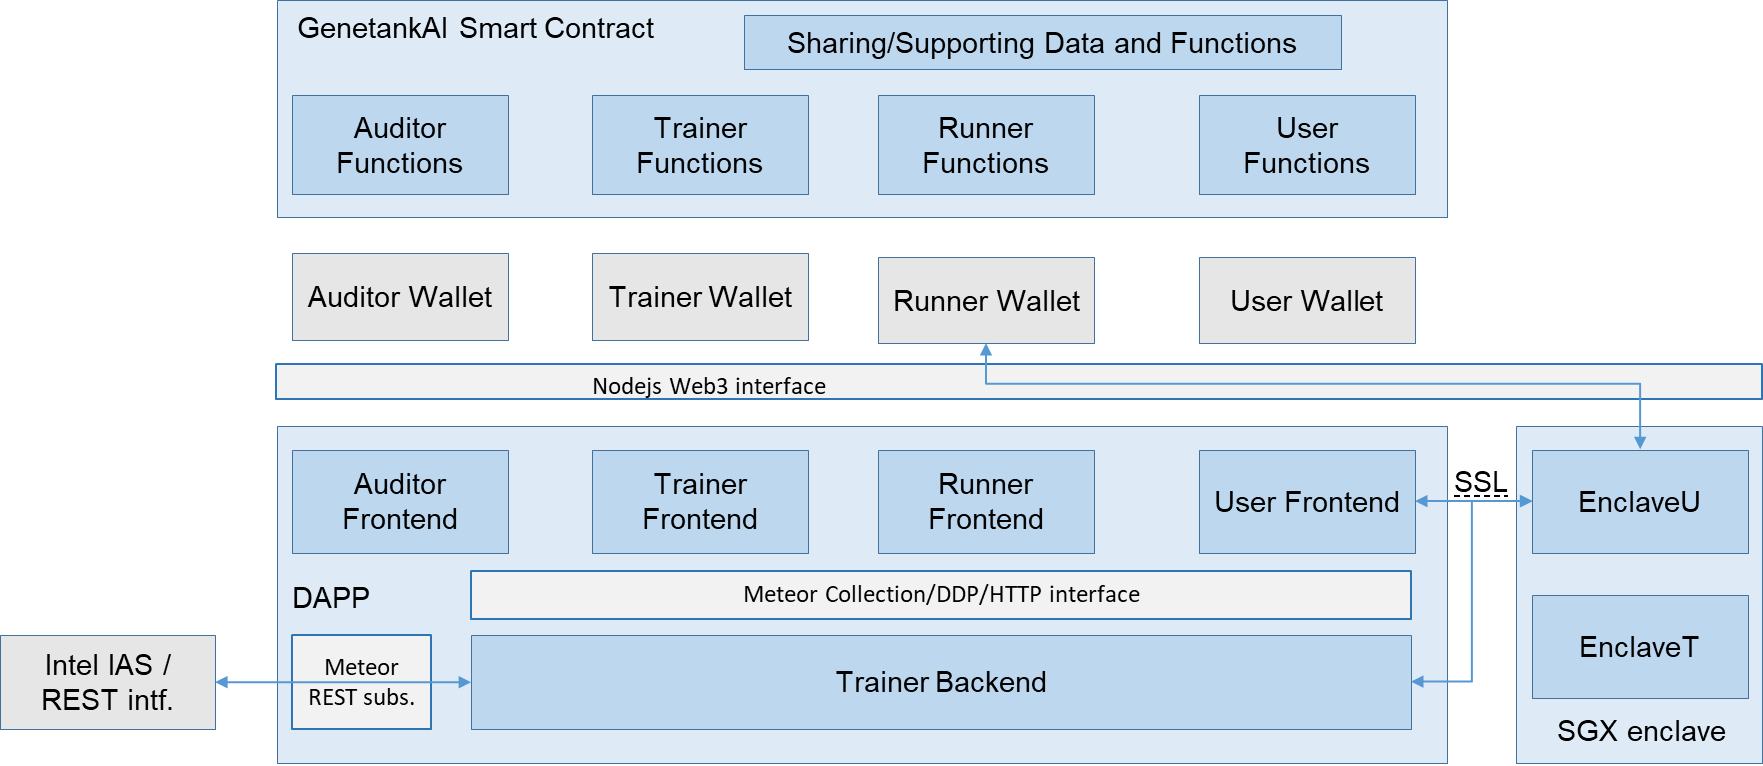 GenetankAI Smart Contract
Sharing/Supporting Data and Functions
Auditor
Functions
Trainer
Functions
Runner
Functions
User
Functions
Auditor Wallet
Trainer Wallet
Runner Wallet
User Wallet
Nodejs Web3 interface
Auditor
Frontend
Trainer
Frontend
Runner
Frontend
User Frontend
SSL
EnclaveU
DAPP
Meteor Collection/DDP/HTTP interface
EnclaveT
Intel IAS /
REST intf.
Meteor
REST subs.
Trainer Backend
SGX enclave